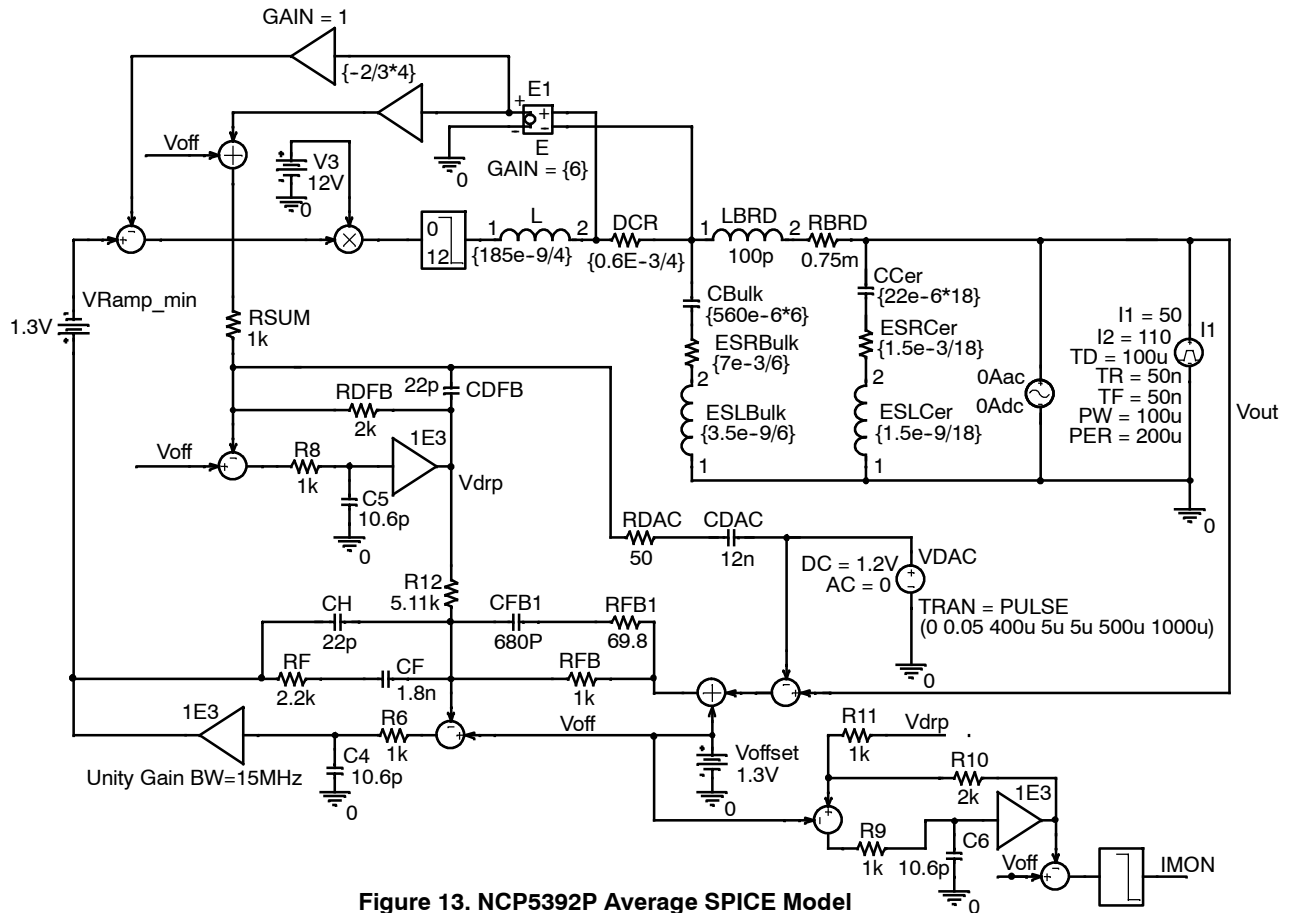 GAIN = 1
{-2/3*4}
E1
+
+
-
-
E
GAIN = {6}
0
Voff
+
V3
12V
+
-
0
+
-
×
0
12
1
L
2
{185e-9/4}
DCR
{0.6E-3/4}
1
LBRD
2
100p
RBRD
0.75m
CBulk
{560e-6*6}
ESRBulk
{7e-3/6}
2
ESLBulk
{3.5e-9/6}
1
CCer
{22e-6*18}
ESRCer
{1.5e-3/18}
2
ESLCer
{1.5e-9/18}
1
0Aac
0Adc
I1 = 50
I2 = 110
TD = 100u
TR = 50n
TF = 50n
PW = 100u
PER = 200u
I1
Vout
0
VRamp_min
1.3V
+
-
RSUM
1k
22p
CDFB
RDFB
2k
Voff
+
-
R8
1k
1E3
C5
10.6p
0
Vdrp
RDAC
50
CDAC
12n
DC = 1.2V
AC = 0
VDAC
+
-
TRAN = PULSE
(0 0.05 400u 5u 5u 500u 1000u)
0
R12
5.11k
CH
22p
CFB1
680P
RFB1
69.8
RF
2.2k
CF
1.8n
RFB
1k
+
-
+
1E3
Unity Gain BW=15MHz
R6
1k
C4
10.6p
0
-
+
Voff
+
-
Voffset
1.3V
0
R11
1k
Vdrp
R10
2k
+
-
R9
1k
1E3
C6
10.6p
0
Voff
+
-
IMON
Figure 13. NCP5392P Average SPICE Model